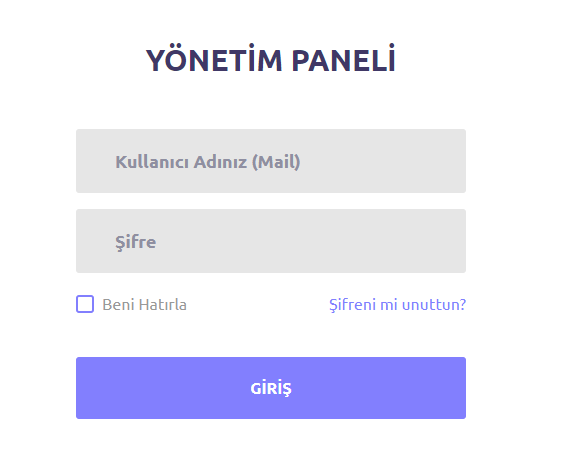 YÖNETİM PANELİ
Kullanıcı Adınız (Mail)
Şifre
Beni Hatırla Şifreni mi unuttun?
GİRİŞ